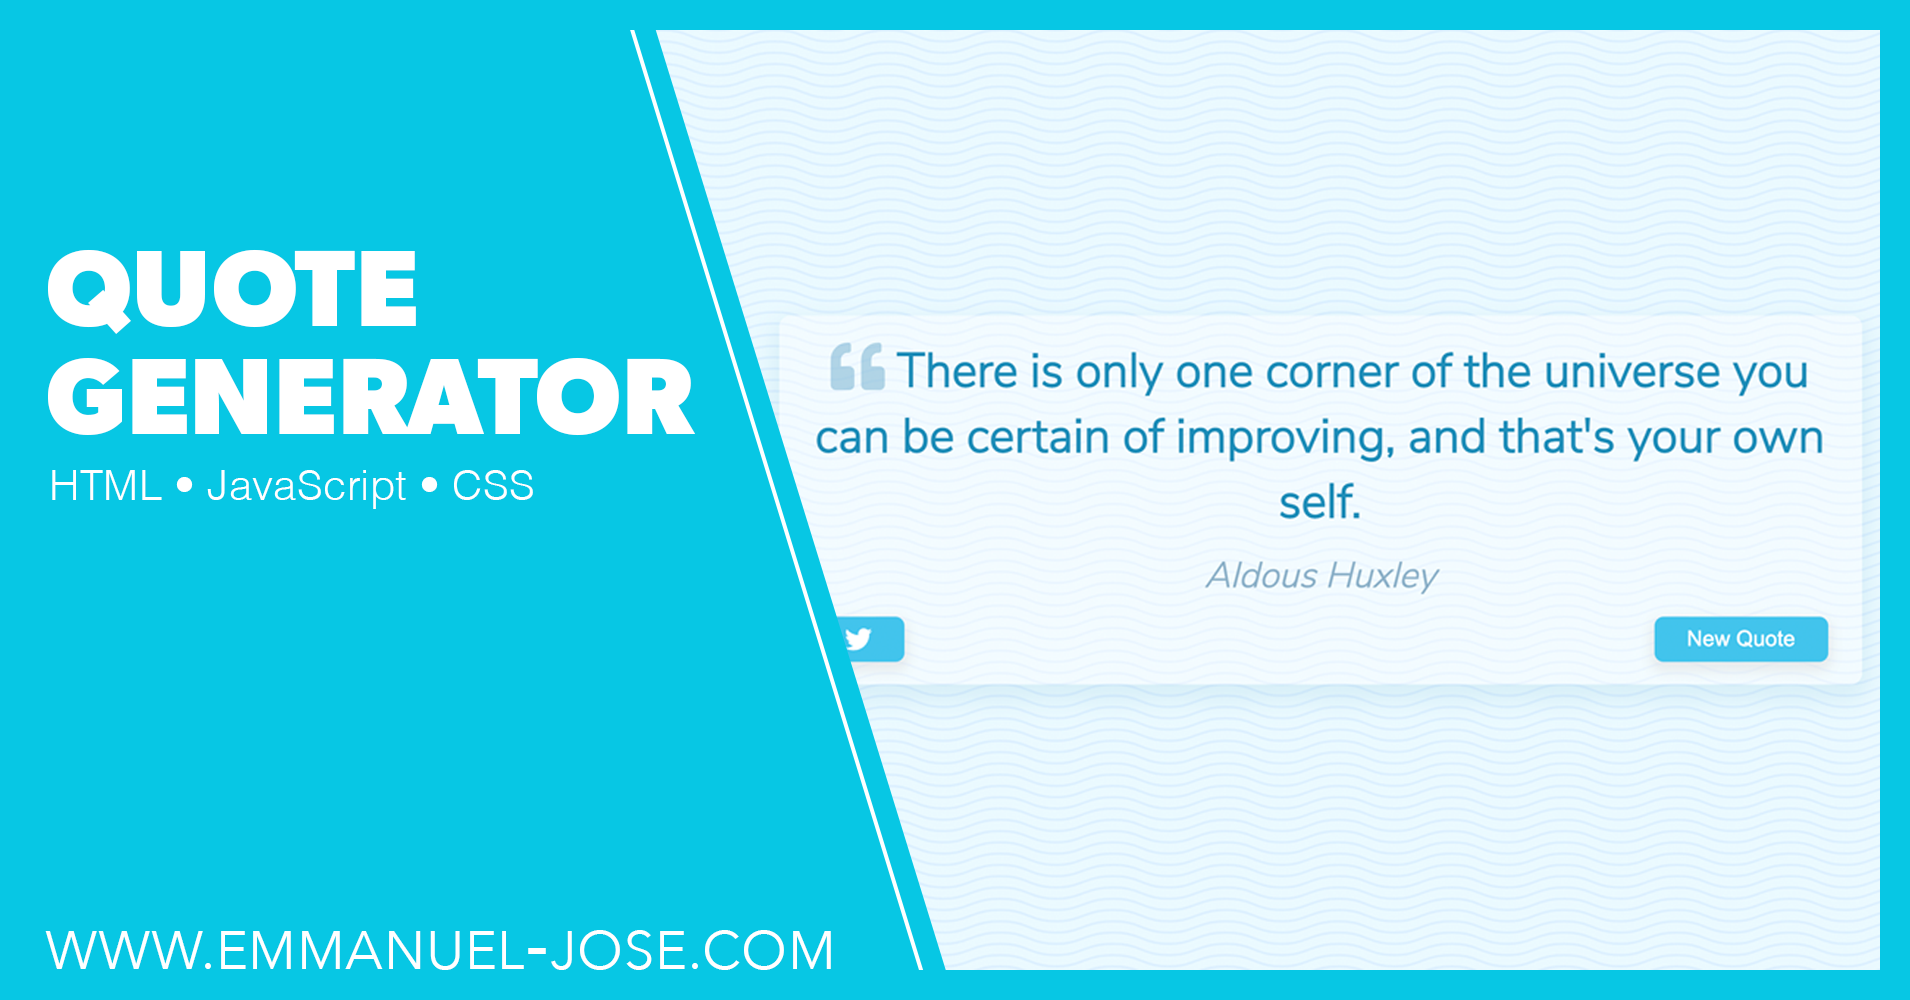 QUOTE
GENERATOR
HTML • JavaScript • CSS
WWW.EMMANUEL-JOSE.COM
“ There is only one corner of the universe you
can be certain of improving, and that's your own
self.
Aldous Huxley
New Quote